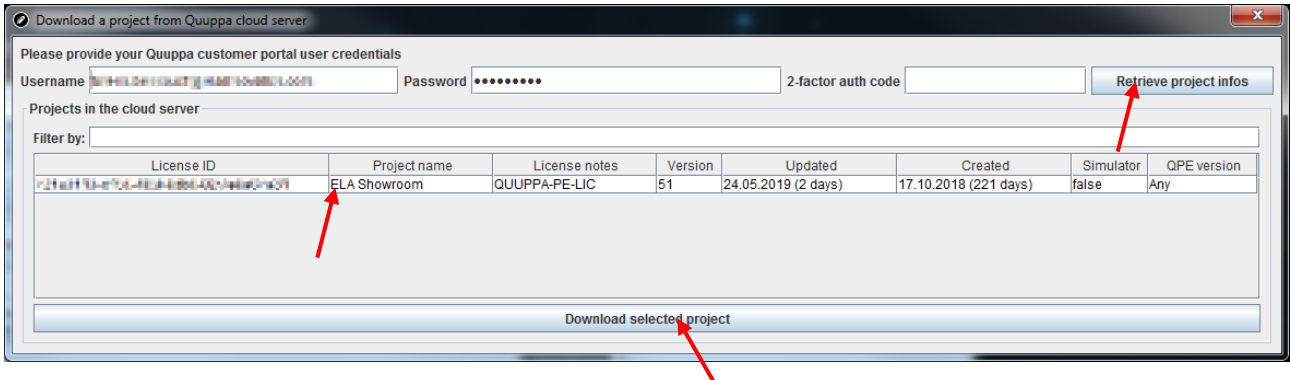 Download a project from Quuppa cloud server
Please provide your Quuppa customer portal user credentials
Username Password ••••••••• 2-factor auth code Retrieve project infos
Projects in the cloud server
Filter by:
License ID Project name License notes Version Updated Created Simulator QPE version
ELA Showroom QUUPPA-PE-LIC 51 24.05.2019 (2 days) 17.10.2018 (221 days) false Any
Download selected project